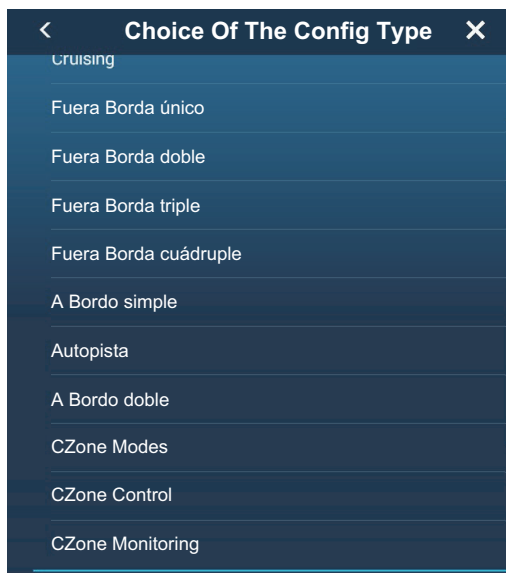 Choice Of The Config Type
Cruising
Fuera Borda único
Fuera Borda doble
Fuera Borda triple
Fuera Borda cuádruple
A Bordo simple
Autopista
A Bordo doble
CZone Modes
CZone Control
CZone Monitoring